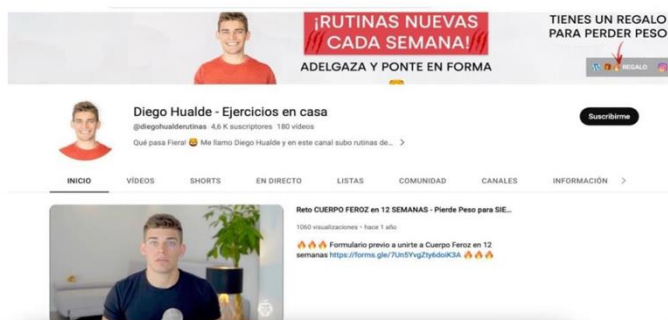 ¡RUTINAS NUEVAS
CADA SEMANA!
ADELGAZA Y PONTE EN FORMA
TIENES UN REGALO
PARA PERDER PESO
REGALO
Diego Hualde - Ejercicios en casa
@diegohualderutinas 4,6 K suscriptores 180 vídeos
Qué pasa Fiera! 😄 Me llamo Diego Hualde y en este canal subo rutinas de... >
Suscribirme
INICIO VÍDEOS SHORTS EN DIRECTO LISTAS COMUNIDAD CANALES INFORMACIÓN >
Reto CUERPO FEROZ en 12 SEMANAS - Pierde Peso para SIE...
1060 visualizaciones • hace 1 año
🔥🔥🔥 Formulario previo a unirte a Cuerpo Feroz en 12
semanas https://forms.gle/7Un5YvgZty6doiK3A 🔥🔥🔥